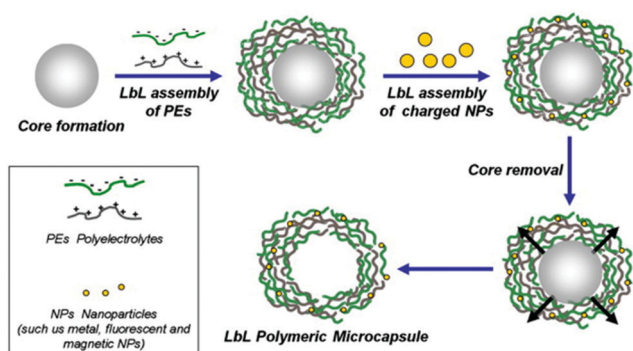 Core formation
LbL assembly
of PEs
LbL assembly
of charged NPs
Core removal
PEs Polyelectrolytes
NPs Nanoparticles
(such us metal, fluorescent and
magnetic NPs)
LbL Polymeric Microcapsule